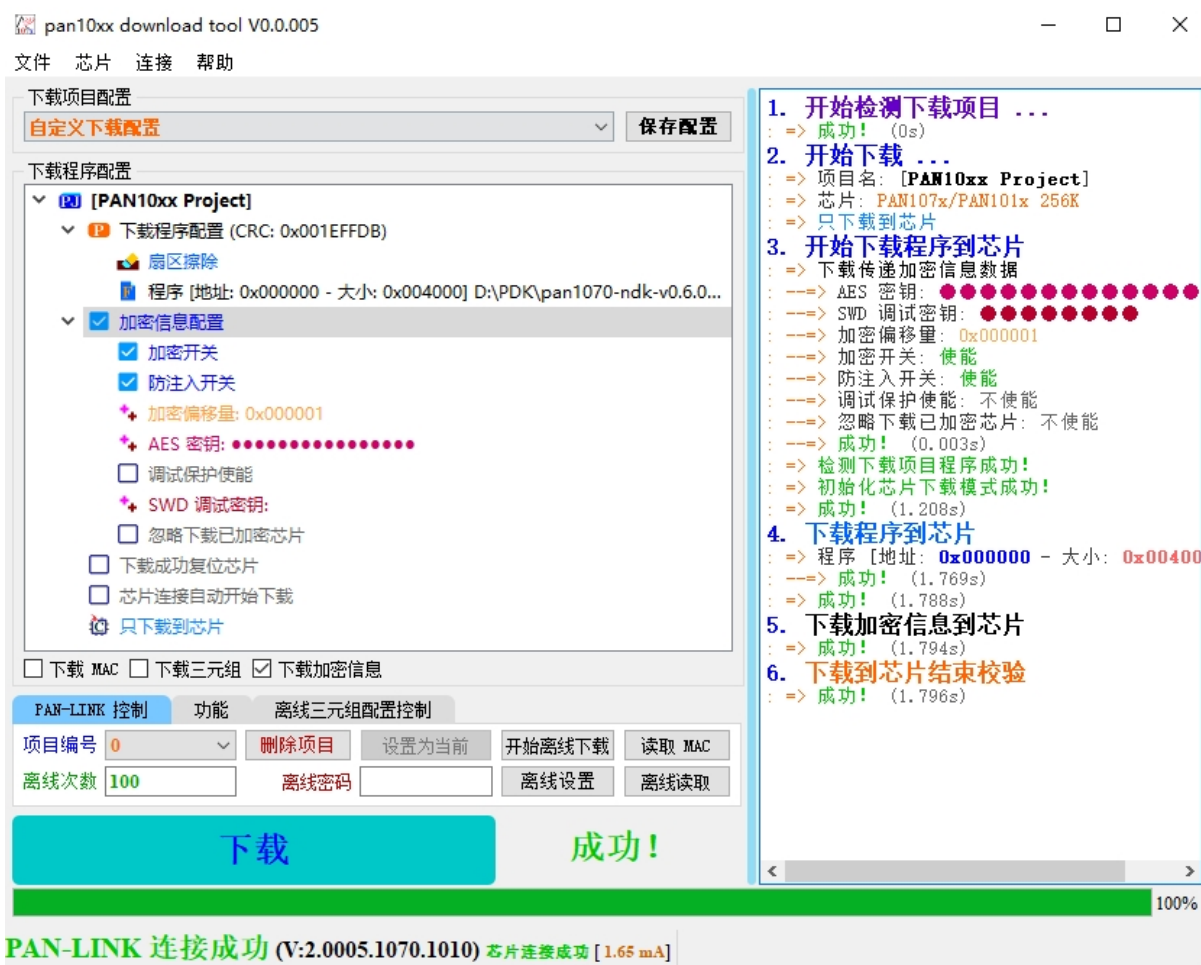 pan10xx download tool V0.0.005
文件 芯片 连接 帮助
下载项目配置
自定义下载配置
保存配置
下载程序配置
[PAN10xx Project]
下载程序配置 (CRC: 0x001EFFDB)
扇区擦除
程序 [地址: 0x000000 - 大小: 0x004000] D:\PDK\pan1070-ndk-v0.6.0...
加密信息配置
加密开关
防注入开关
加密偏移量: 0x000001
AES 密钥: ●●●●●●●●●●●●●●●●
调试保护使能
SWD 调试密钥:
忽略下载已加密芯片
下载成功复位芯片
芯片连接自动开始下载
只下载到芯片
下载 MAC 下载三元组 下载加密信息
PAN-LINK 控制 功能 离线三元组配置控制
项目编号 0 删除项目 设置为当前 开始离线下载 读取 MAC
离线次数 100 离线密码 离线设置 离线读取
下载 成功!
1. 开始检测下载项目 ...
: => 成功! (0s)
2. 开始下载 ...
: => 项目名: [PAN10xx Project]
: => 芯片: PAN107x/PAN101x 256K
: => 只下载到芯片
3. 开始下载程序到芯片
: => 下载传递加密信息数据
: ---=> AES 密钥: ●●●●●●●●●●●●●
: ---=> SWD 调试密钥: ●●●●●●●●
: ---=> 加密偏移量: 0x000001
: ---=> 加密开关: 使能
: ---=> 防注入开关: 使能
: ---=> 调试保护使能: 不使能
: ---=> 忽略下载已加密芯片: 不使能
: ---=> 成功! (0.003s)
: => 检测下载项目程序成功!
: => 初始化芯片下载模式成功!
: => 成功! (1.208s)
4. 下载程序到芯片
: => 程序 [地址: 0x000000 - 大小: 0x00400
: ---=> 成功! (1.769s)
: => 成功! (1.788s)
5. 下载加密信息到芯片
: => 成功! (1.794s)
6. 下载到芯片结束校验
: => 成功! (1.796s)
100%
PAN-LINK 连接成功 (V:2.0005.1070.1010) 芯片连接成功 [ 1.65 mA]